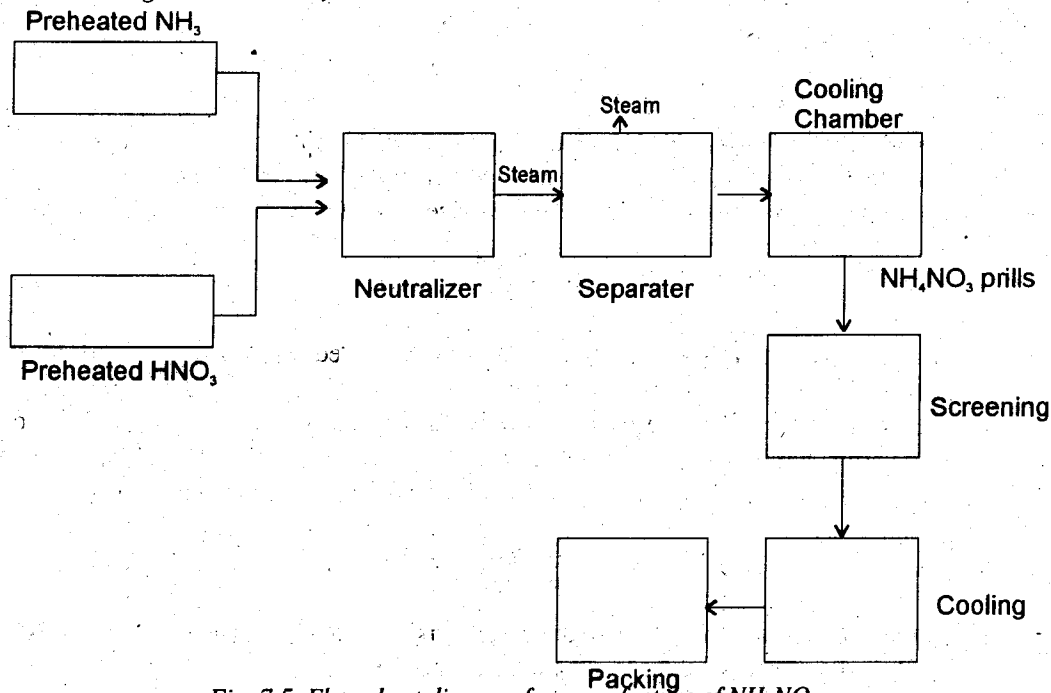 Preheated NH₃
Cooling
Chamber
Steam
Steam
Neutralizer
Separater
NH₄NO₃ prills
Preheated HNO₃
Screening
Cooling
Packing